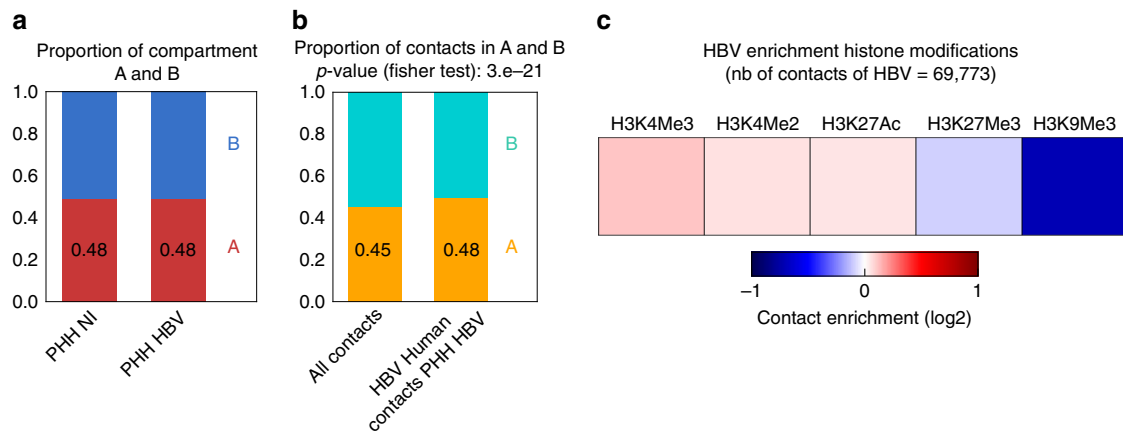 a
Proportion of compartment
A and B
1.0
0.8
0.6
0.4
0.2
0.0
B
A
0.48
0.48
PHH NI
PHH HBV
b
Proportion of contacts in A and B
p-value (fisher test): 3.e–21
1.0
0.8
0.6
0.4
0.2
0.0
B
A
0.45
0.48
All contacts
HBV Human
contacts PHH HBV
c
HBV enrichment histone modifications
(nb of contacts of HBV = 69,773)
H3K4Me3 H3K4Me2 H3K27Ac H3K27Me3 H3K9Me3
–1 0 1
Contact enrichment (log2)